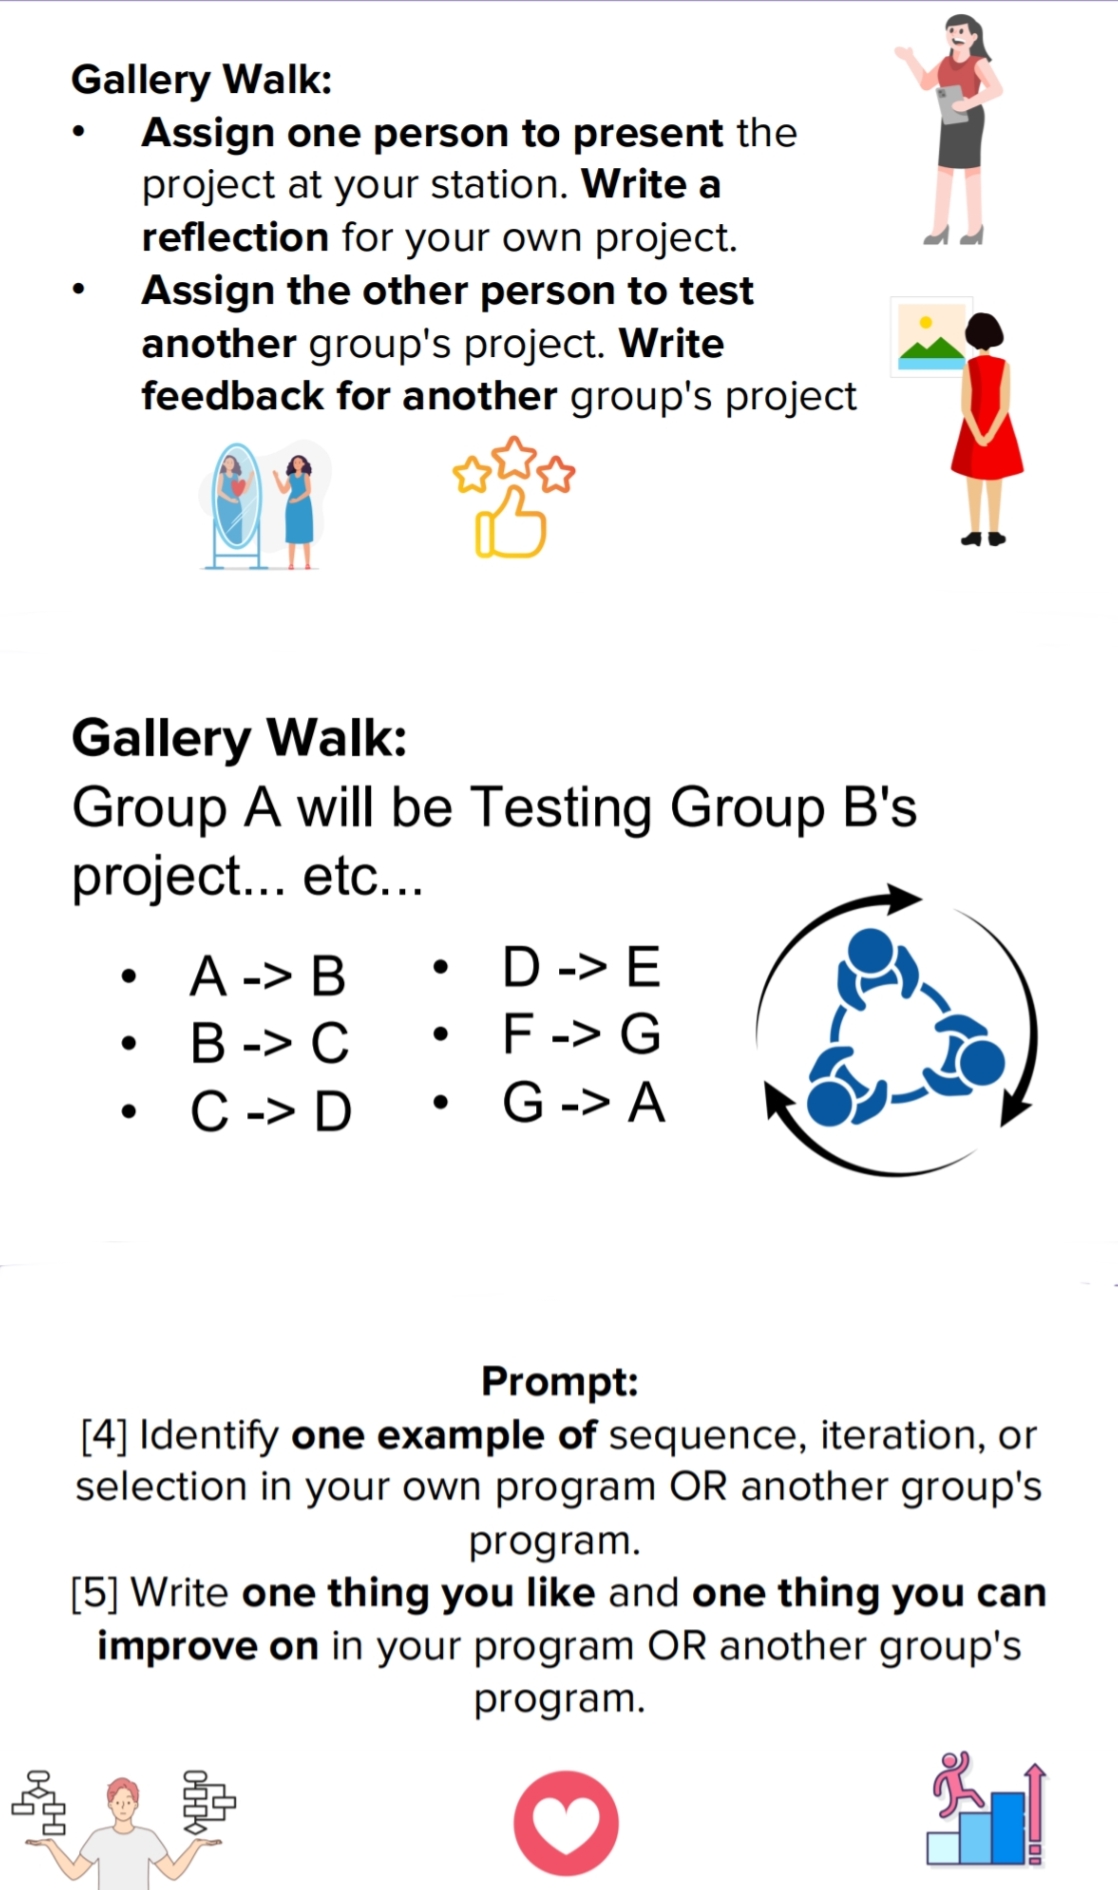 Gallery Walk:
• Assign one person to present the
project at your station. Write a
reflection for your own project.
• Assign the other person to test
another group's project. Write
feedback for another group's project
Gallery Walk:
Group A will be Testing Group B's
project... etc...
• A -> B
• B -> C
• C -> D
• D -> E
• F -> G
• G -> A
Prompt:
[4] Identify one example of sequence, iteration, or
selection in your own program OR another group's
program.
[5] Write one thing you like and one thing you can
improve on in your program OR another group's
program.